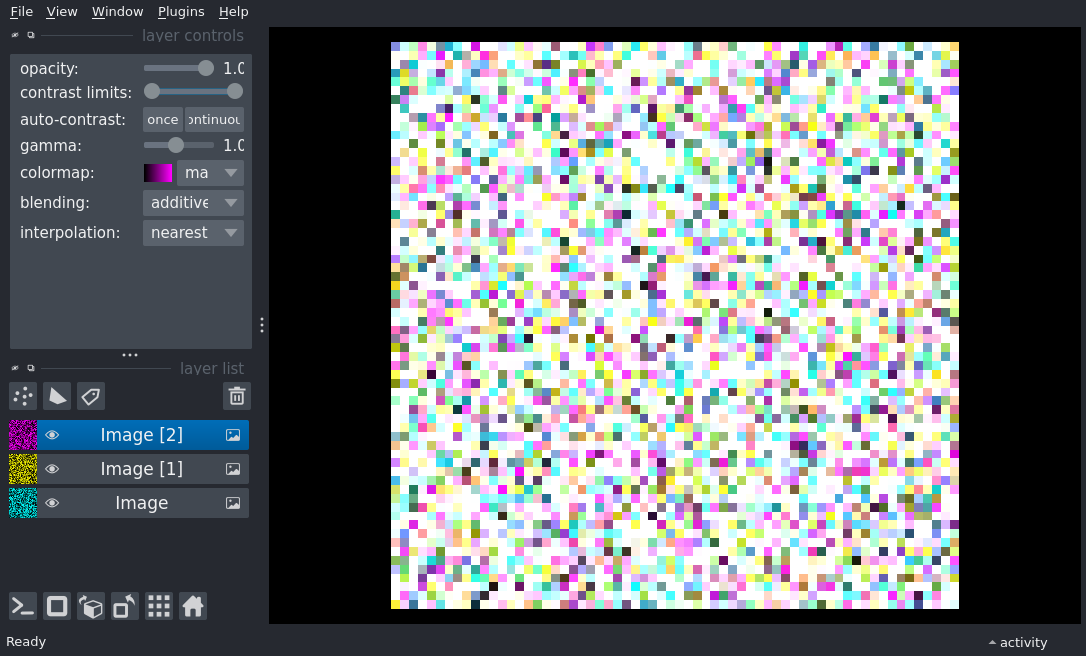 File View Window Plugins Help
layer controls
opacity: 1.0
contrast limits:
auto-contrast: once ontinuou
gamma: 1.0
colormap: ma
blending: additive
interpolation: nearest
layer list
Image [2]
Image [1]
Image
Ready
activity